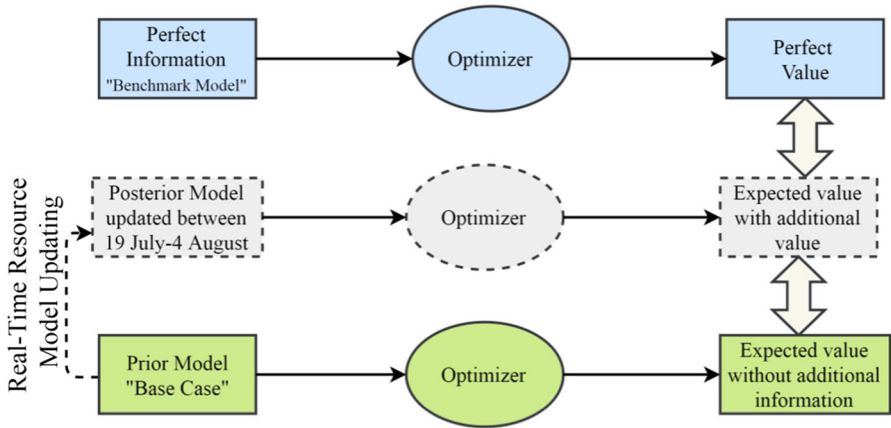 Perfect
Information
"Benchmark Model"
Optimizer
Perfect
Value
Real-Time Resource
Model Updating
Posterior Model
updated between
19 July-4 August
Optimizer
Expected value
with additional
value
Prior Model
"Base Case"
Optimizer
Expected value
without additional
information